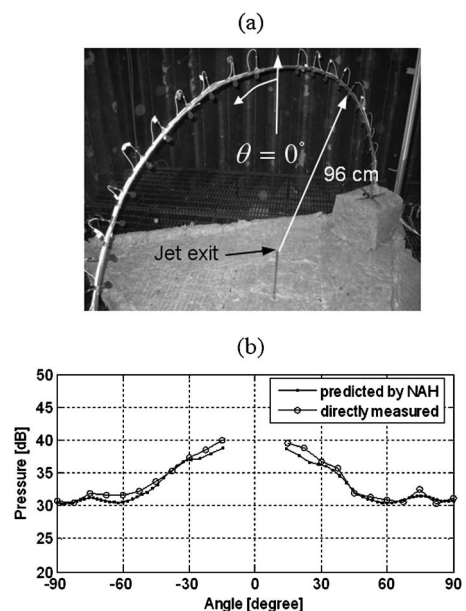 (a)
θ = 0°
96 cm
Jet exit
(b)
50
45
40
35
30
25
20
Pressure [dB]
predicted by NAH
directly measured
-90 -60 -30 0 30 60 90
Angle [degree]